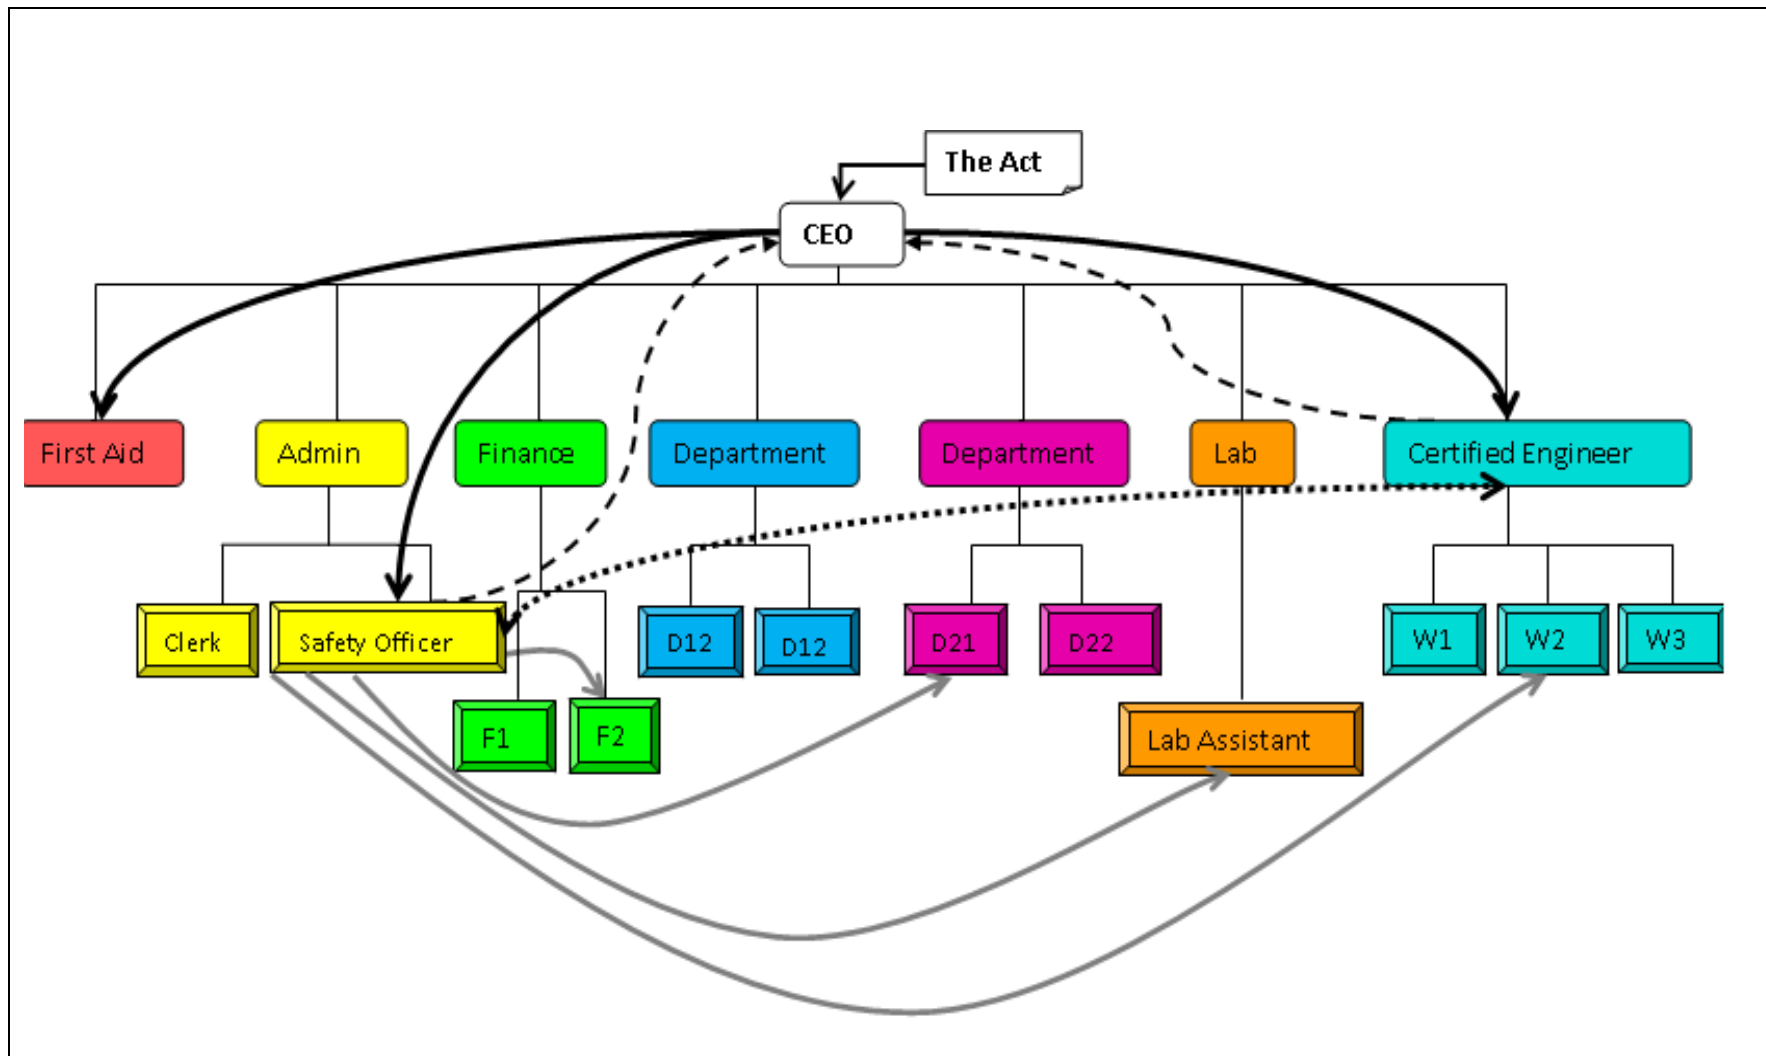 The Act
CEO
First Aid
Admin
Finance
Department
Department
Lab
Certified Engineer
Clerk
Safety Officer
D12
D12
D21
D22
W1
W2
W3
F1
F2
Lab Assistant